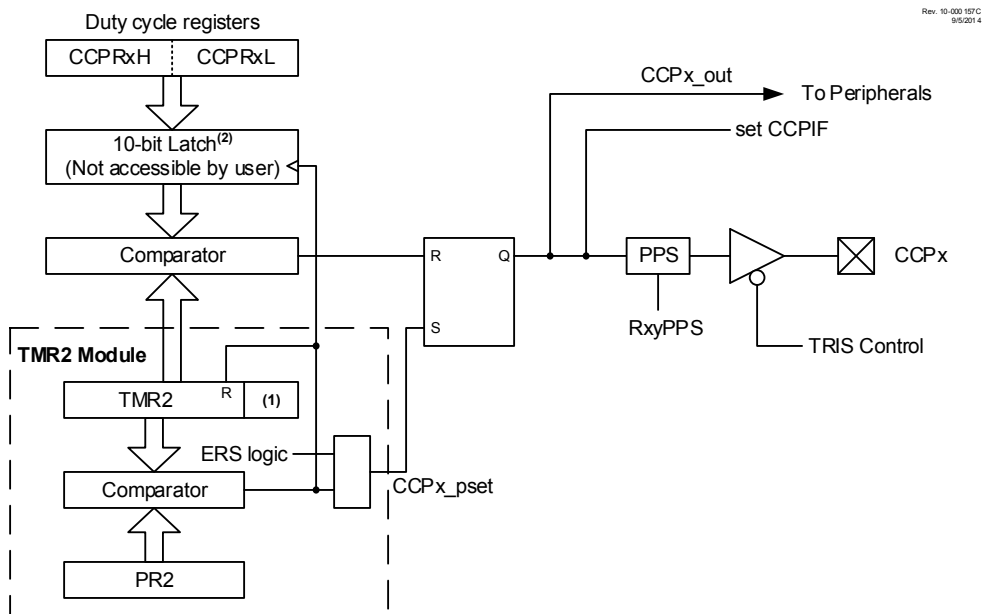 Rev. 10-000 157C
9/5/2014
Duty cycle registers
CCPRxH CCPRxL
CCPx_out
To Peripherals
set CCPIF
10-bit Latch(2)
(Not accessible by user)
Comparator
R Q
S
PPS
CCPx
RxyPPS
TRIS Control
TMR2 Module
TMR2 R (1)
ERS logic
CCPx_pset
Comparator
PR2